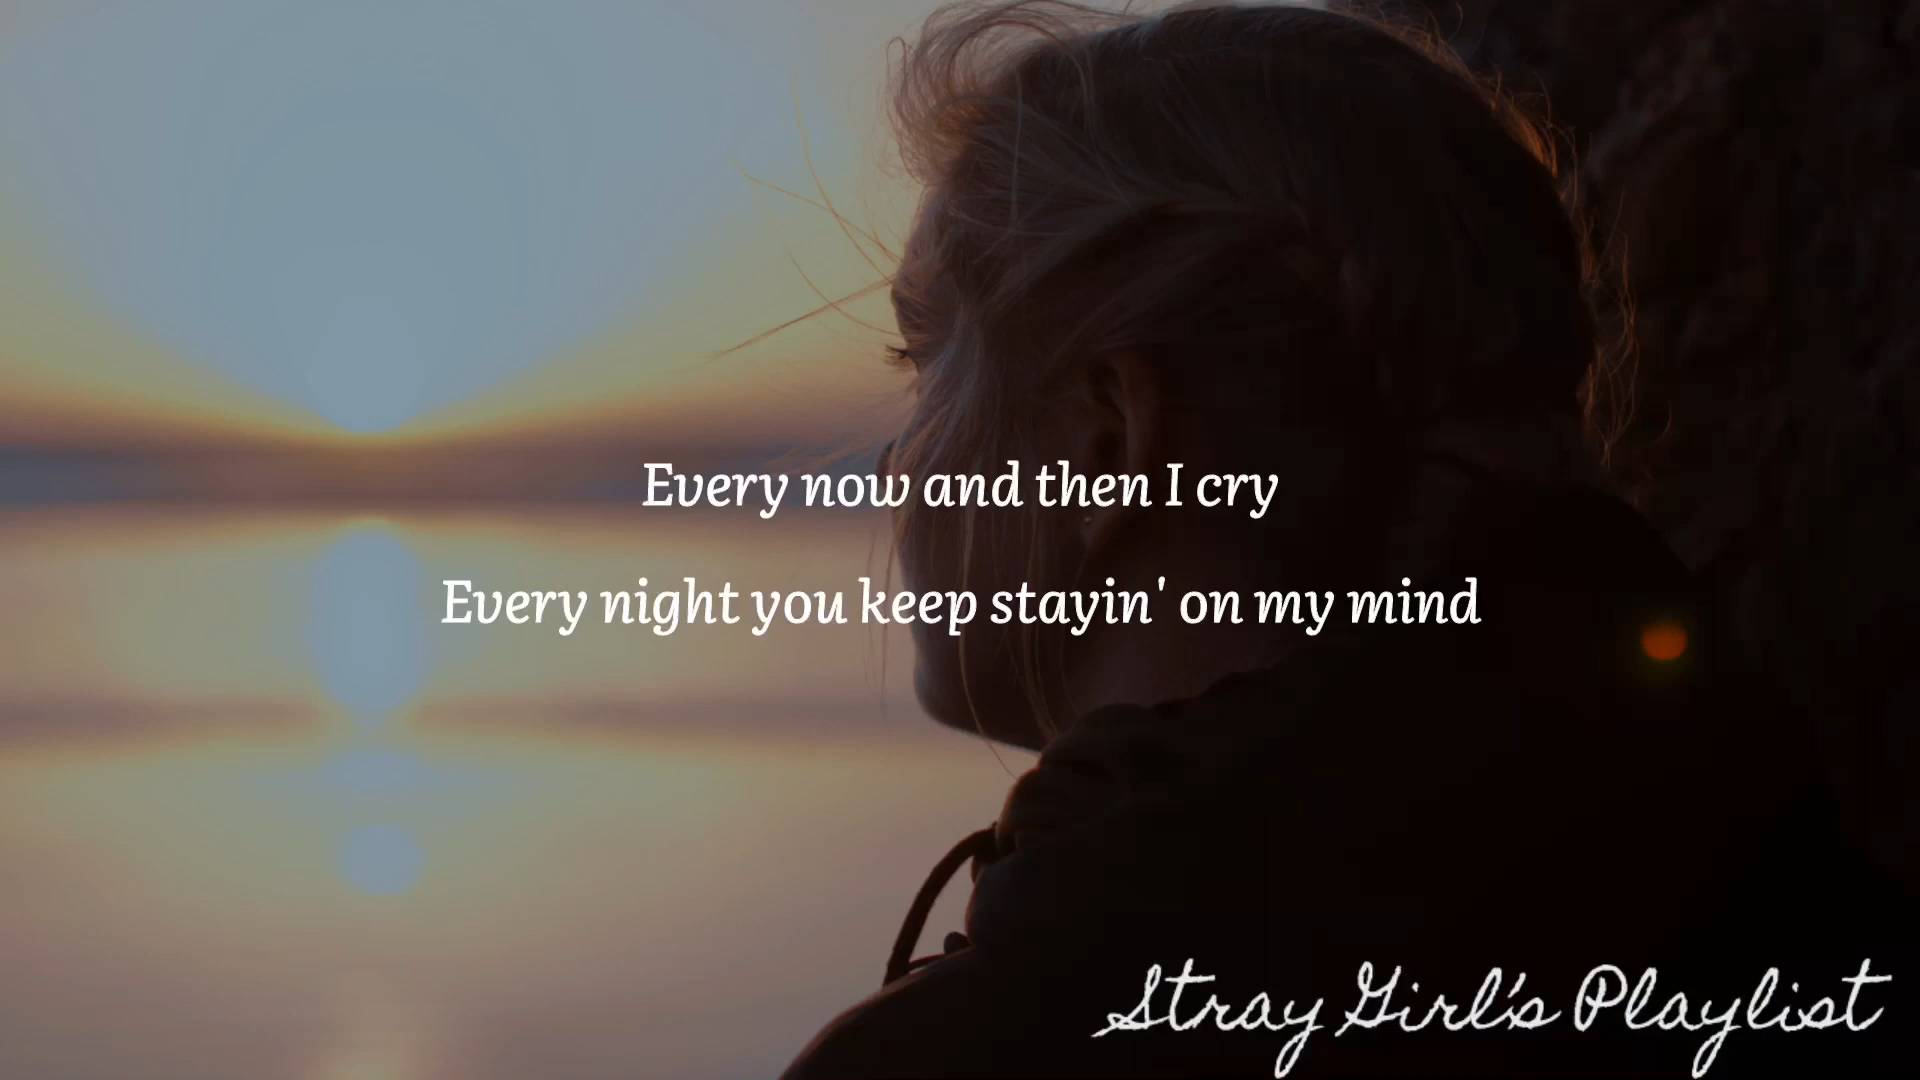 Every now and then I cry
Every night you keep stayin' on my mind
Stray Girl's Playlist